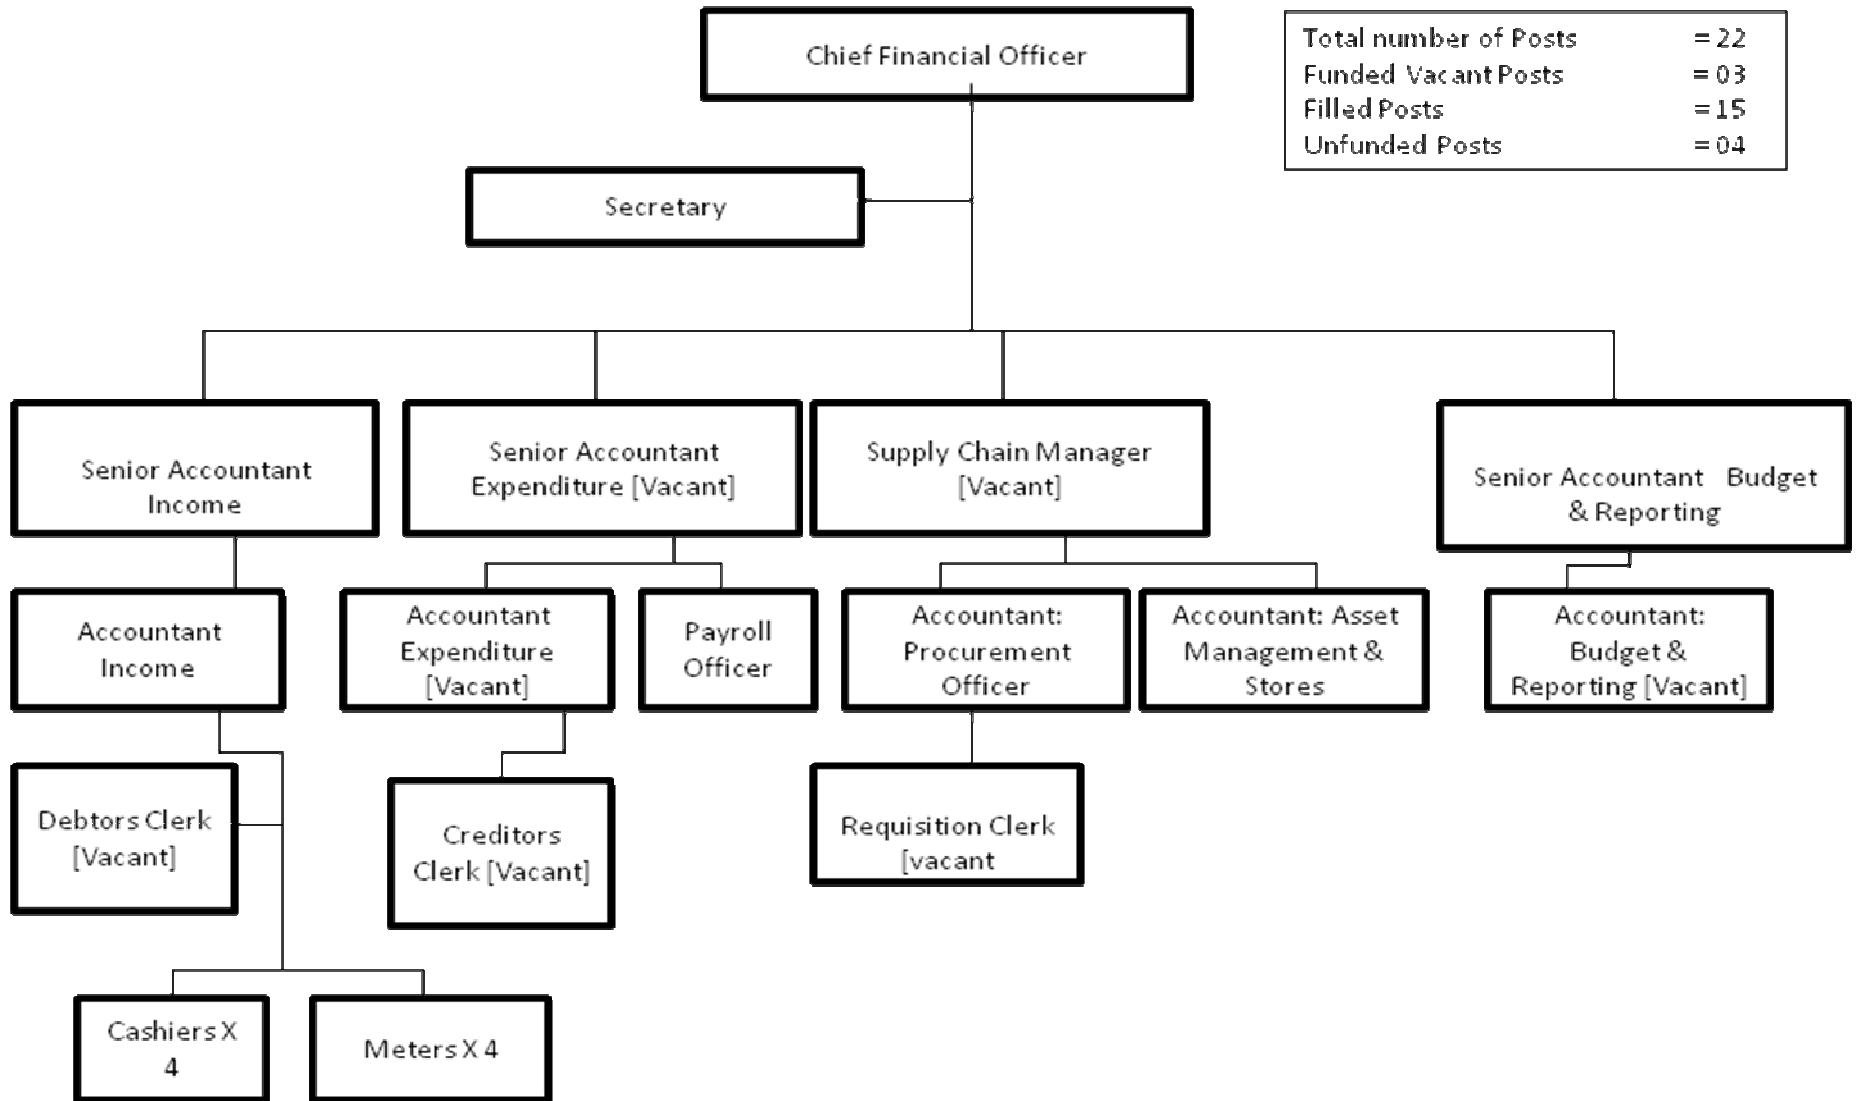 Chief Financial Officer
Total number of Posts = 22
Funded Vacant Posts = 03
Filled Posts = 15
Unfunded Posts = 04
Secretary
Senior Accountant
Income
Senior Accountant
Expenditure [Vacant]
Supply Chain Manager
[Vacant]
Senior Accountant Budget
& Reporting
Accountant
Income
Accountant
Expenditure
[Vacant]
Payroll
Officer
Accountant:
Procurement
Officer
Accountant: Asset
Management &
Stores
Accountant:
Budget &
Reporting [Vacant]
Debtors Clerk
[Vacant]
Creditors
Clerk [Vacant]
Requisition Clerk
[vacant
Cashiers X
4
Meters X 4